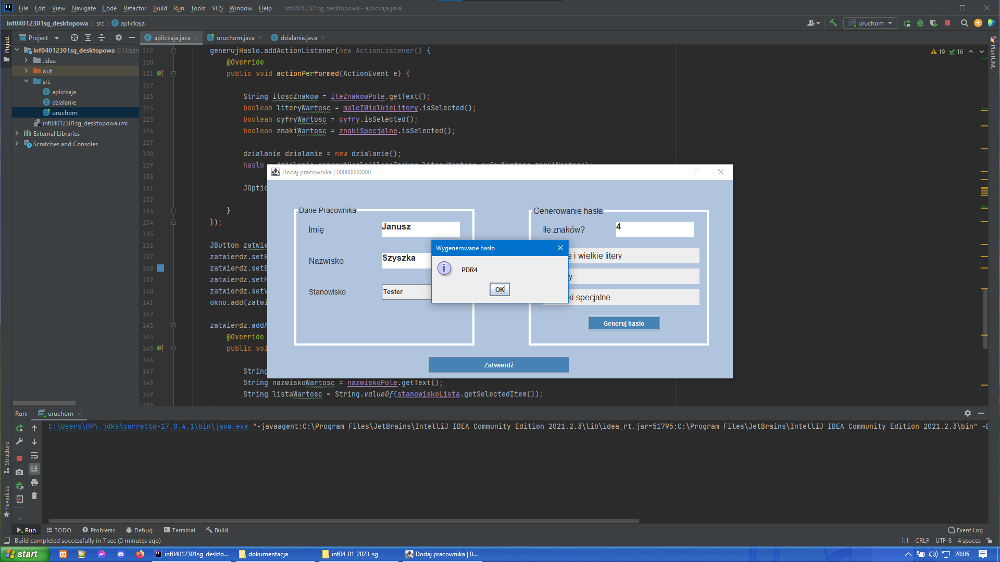 File Edit View Navigate Code Refactor Build Run Tools VCS Window Help inf04012301sg_desktopowa - aplickaja.java
inf04012301sg_desktopowa src aplickaja
uruchom
Project
aplickaja.java
uruchom.java
dzialanie.java
Project
inf04012301sg_desktopowa C:\Users
.idea
out
src
aplickaja
dzialanie
uruchom
inf04012301sg_desktopowa.iml
External Libraries
Scratches and Consoles
19 16
PlantUML
119 generujHaslo.addActionListener(new ActionListener() {
120 @Override
121 public void actionPerformed(ActionEvent e) {
122
123 String iloscZnakow = ileZnakowPole.getText();
124 boolean literyWartosc = maleIWielkieLitery.isSelected();
125 boolean cyfryWartosc = cyfry.isSelected();
126 boolean znakiWartosc = znakiSpecjalne.isSelected();
127
128 dzialanie dzialanie = new dzialanie();
129 haslo
130
131 JOptio
132
133 }
134 });
135
136 JButton zatwie
137 zatwierdz.setB
138 zatwierdz.setB
139 zatwierdz.setF
140 zatwierdz.setV
141 okno.add(zatwi
142
143 zatwierdz.addA
144 @Override
145 public voi
146
147 String
148 String nazwiskoWartosc = nazwiskoPole.getText();
149 String listaWartosc = String.valueOf(stanowiskoLista.getSelectedItem());
150
Dodaj pracownika | 00000000000
Dane Pracownika
Imię Janusz
Nazwisko Szyszka
Stanowisko Tester
Generowanie hasła
Ile znaków? 4
e i wielkie litery
y
ki specjalne
Generuj hasło
Zatwierdź
Wygenerowane hasło
PDR4
OK
Run: uruchom
C:\Users\HP\.jdks\corretto-17.0.4.1\bin\java.exe "-javaagent:C:\Program Files\JetBrains\IntelliJ IDEA Community Edition 2021.2.3\lib\idea_rt.jar=51795:C:\Program Files\JetBrains\IntelliJ IDEA Community Edition 2021.2.3\bin" -D
Structure
Favorites
Run TODO Problems Debug Terminal Build Event Log
Build completed successfully in 7 sec (5 minutes ago) 1:1 CRLF UTF-8 4 spaces
start inf04012301sg_deskto... dokumentacja inf04_01_2023_sg Dodaj pracownika | 0... 20:06